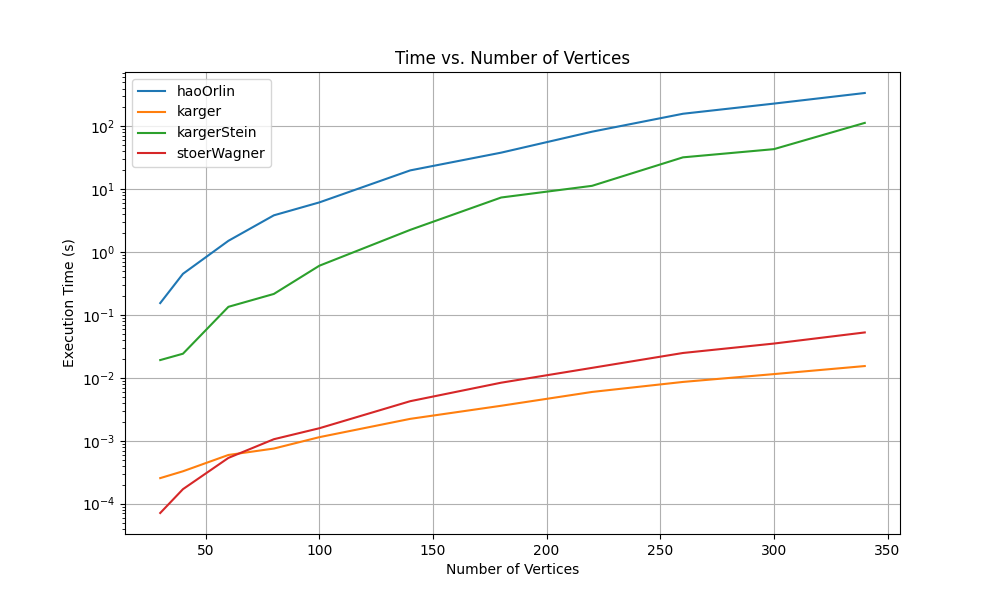 Time vs. Number of Vertices
haoOrlin
karger
kargerStein
stoerWagner
Execution Time (s)
10²
10¹
10⁰
10⁻¹
10⁻²
10⁻³
10⁻⁴
50 100 150 200 250 300 350
Number of Vertices